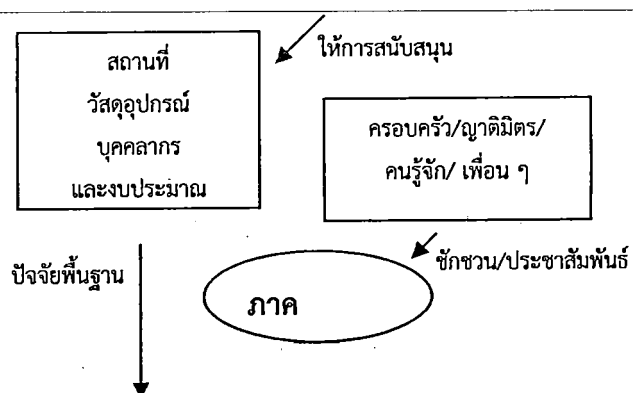 สถานที่
วัสดุอุปกรณ์
บุคคลากร
และงบประมาณ
ให้การสนับสนุน
ครอบครัว/ญาติมิตร/
คนรู้จัก/ เพื่อน ๆ
ปัจจัยพื้นฐาน
ชักชวน/ประชาสัมพันธ์
ภาค